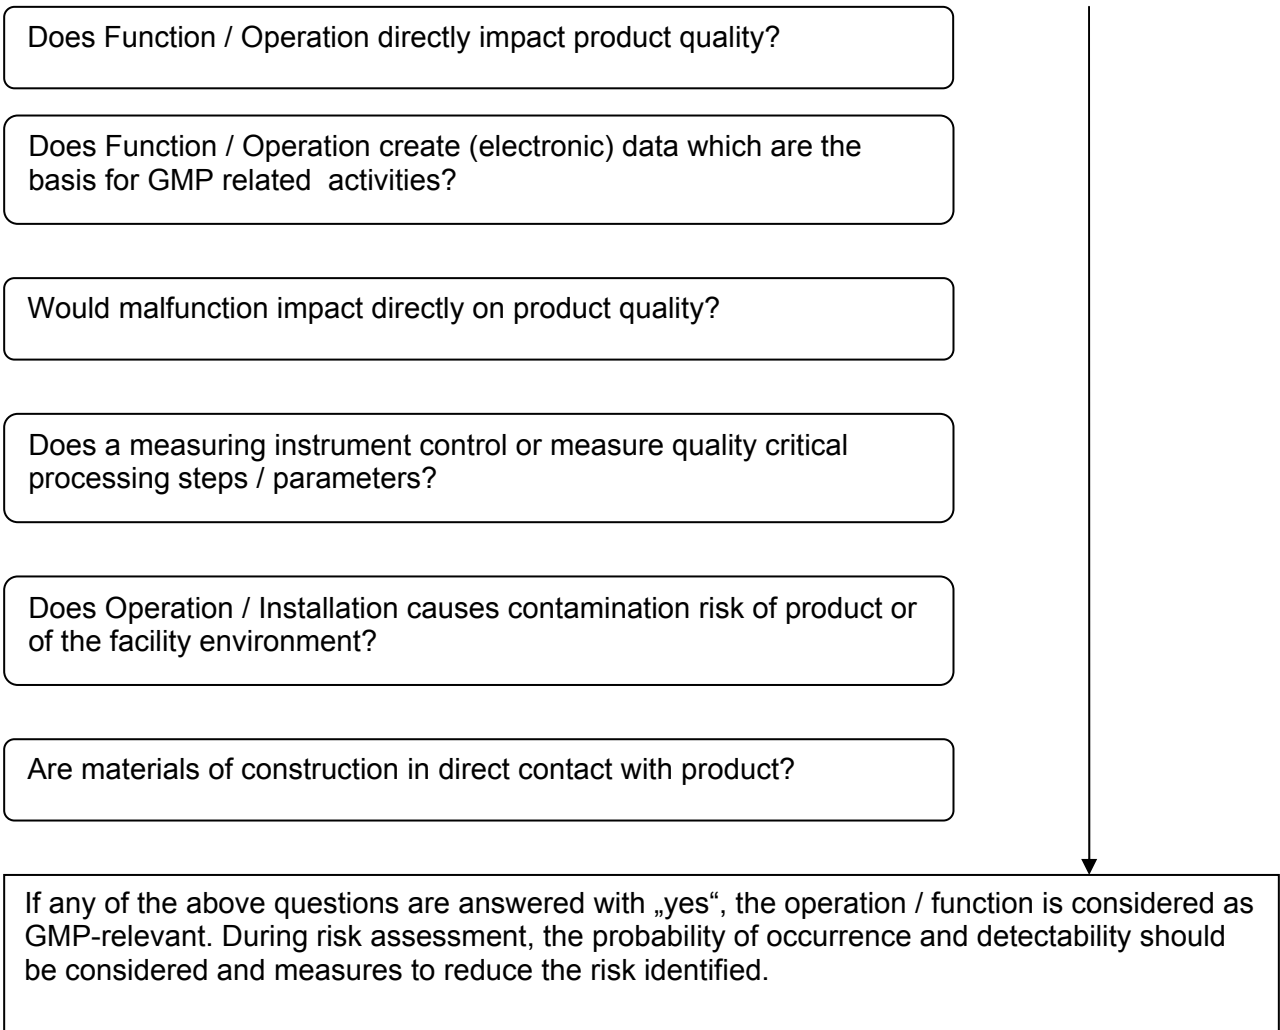 Does Function / Operation directly impact product quality?
Does Function / Operation create (electronic) data which are the
basis for GMP related  activities?
Would malfunction impact directly on product quality?
Does a measuring instrument control or measure quality critical
processing steps / parameters?
Does Operation / Installation causes contamination risk of product or
of the facility environment?
Are materials of construction in direct contact with product?
If any of the above questions are answered with „yes“, the operation / function is considered as
GMP-relevant. During risk assessment, the probability of occurrence and detectability should
be considered and measures to reduce the risk identified.